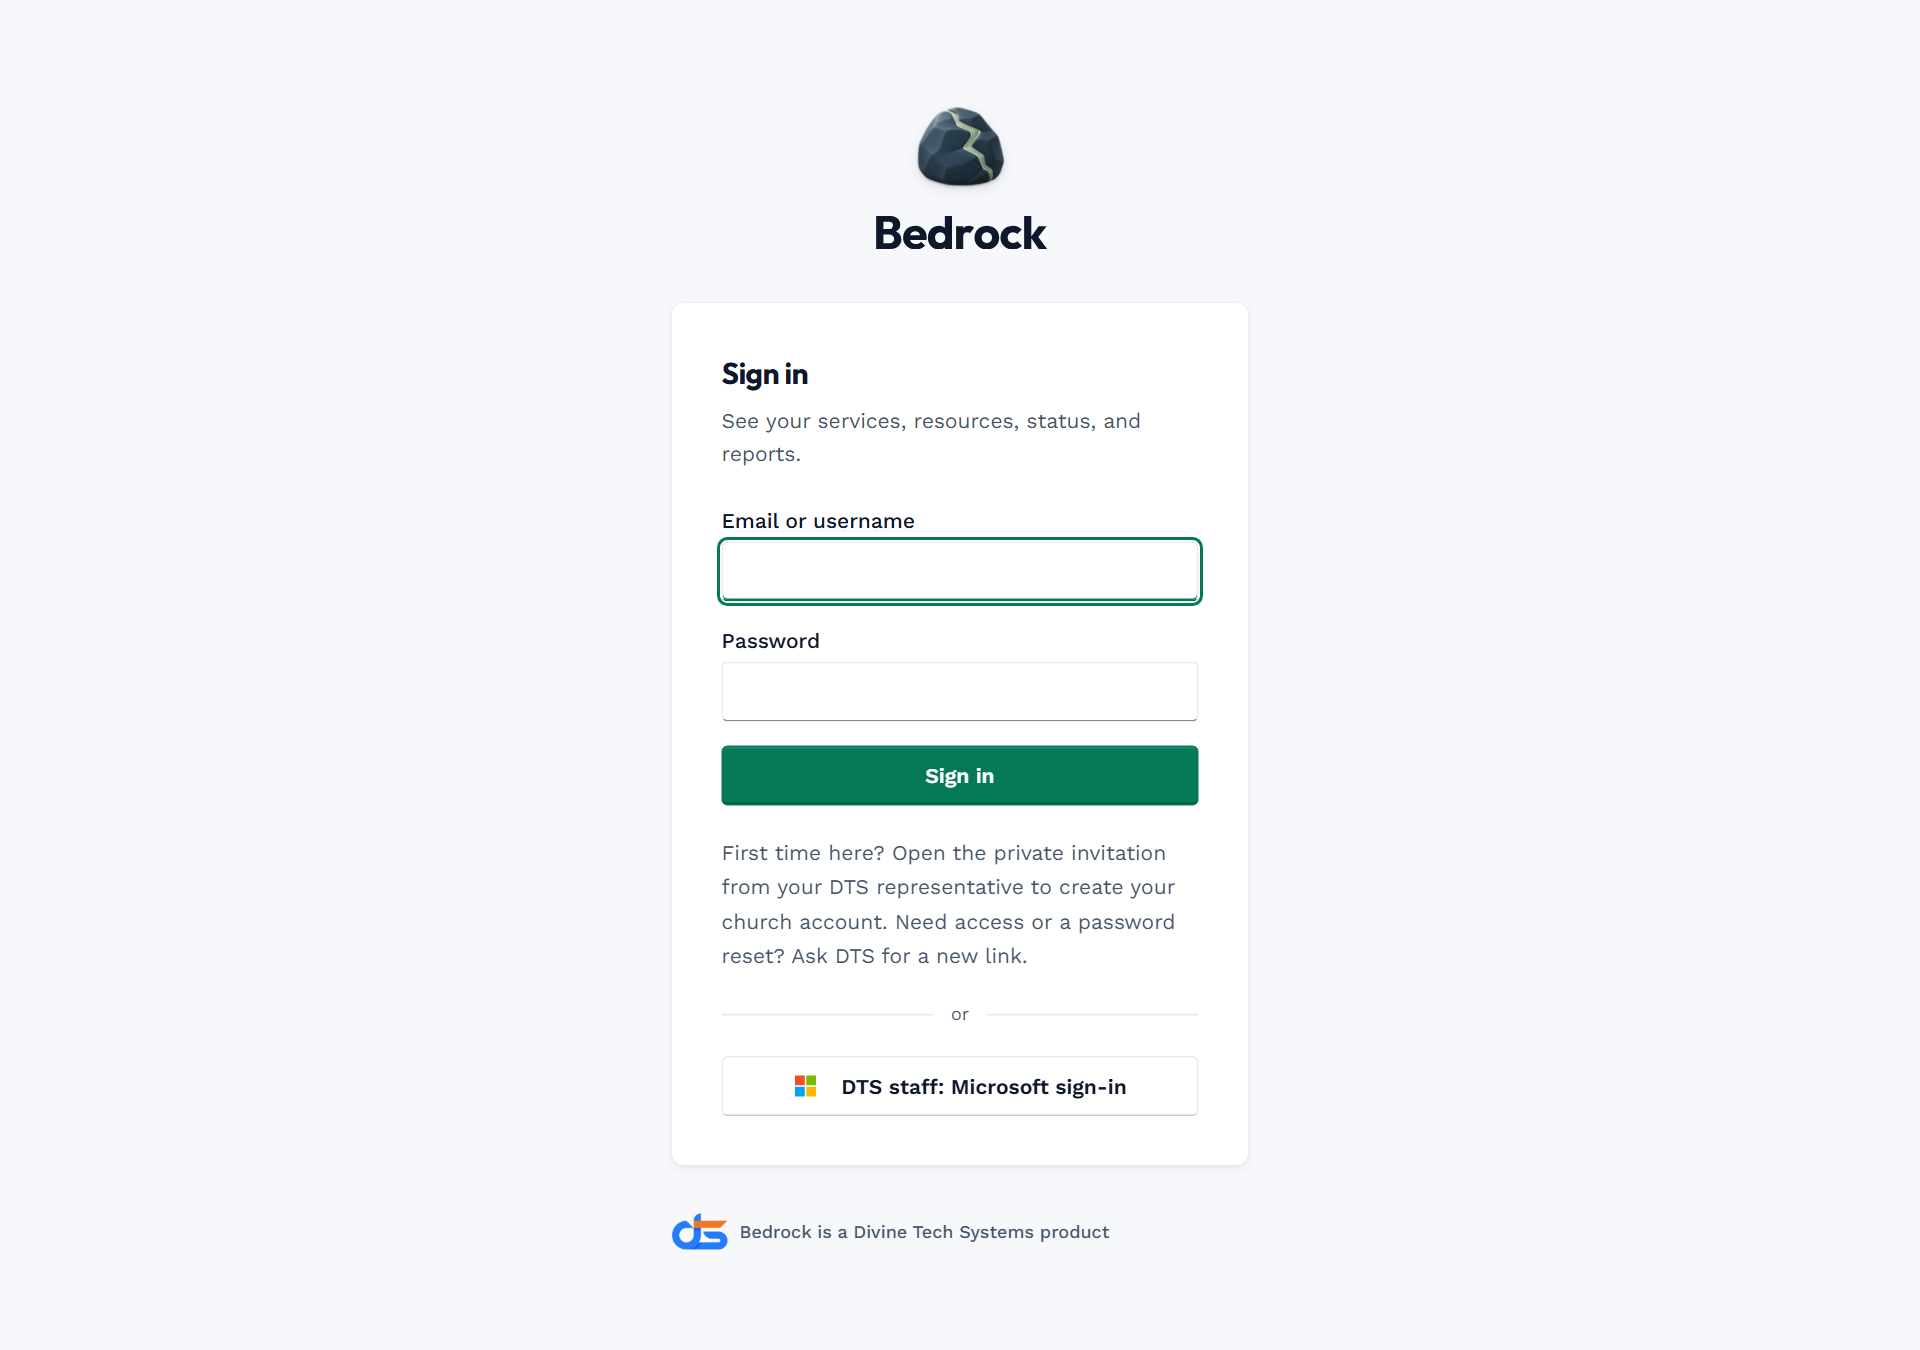 Bedrock
Sign in
See your services, resources, status, and
reports.
Email or username
Password
Sign in
First time here? Open the private invitation
from your DTS representative to create your
church account. Need access or a password
reset? Ask DTS for a new link.
or
DTS staff: Microsoft sign-in
dts Bedrock is a Divine Tech Systems product